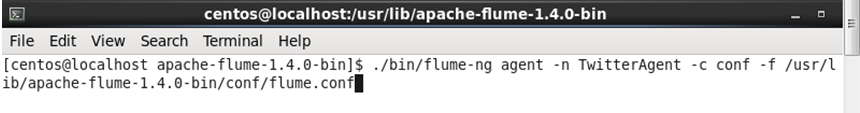 centos@localhost:/usr/lib/apache-flume-1.4.0-bin
File Edit View Search Terminal Help
[centos@localhost apache-flume-1.4.0-bin]$ ./bin/flume-ng agent -n TwitterAgent -c conf -f /usr/l
ib/apache-flume-1.4.0-bin/conf/flume.conf